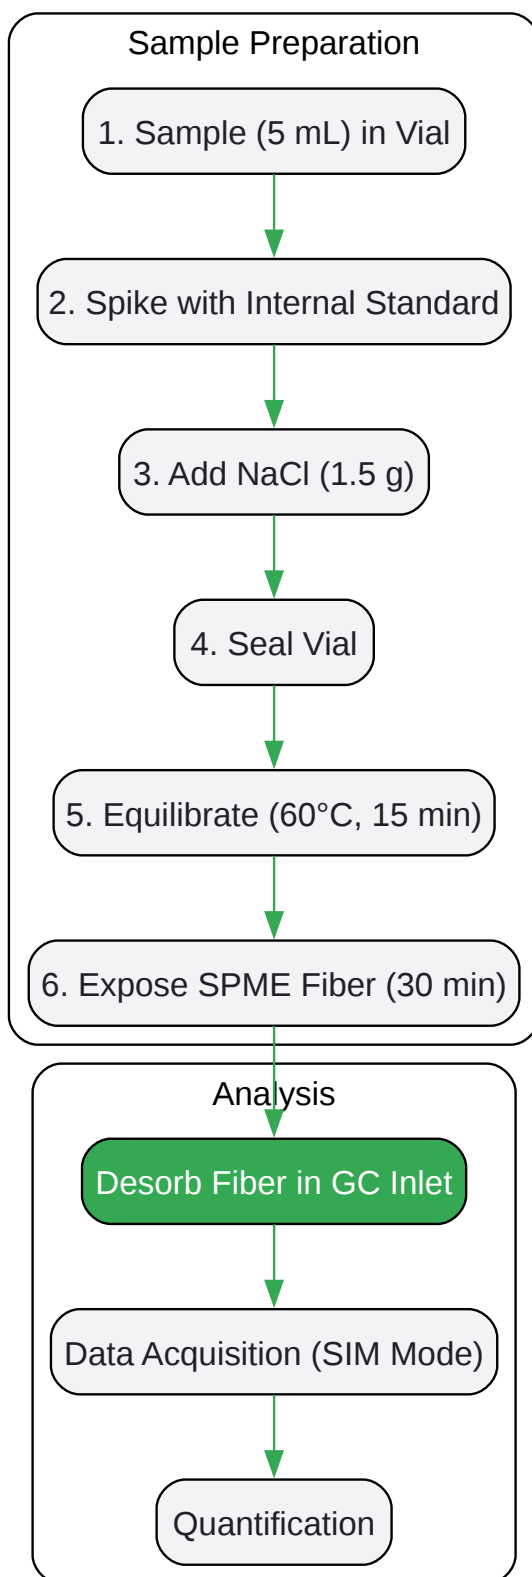 Sample Preparation
1. Sample (5 mL) in Vial
2. Spike with Internal Standard
3. Add NaCl (1.5 g)
4. Seal Vial
5. Equilibrate (60°C, 15 min)
6. Expose SPME Fiber (30 min)
Analysis
Desorb Fiber in GC Inlet
Data Acquisition (SIM Mode)
Quantification